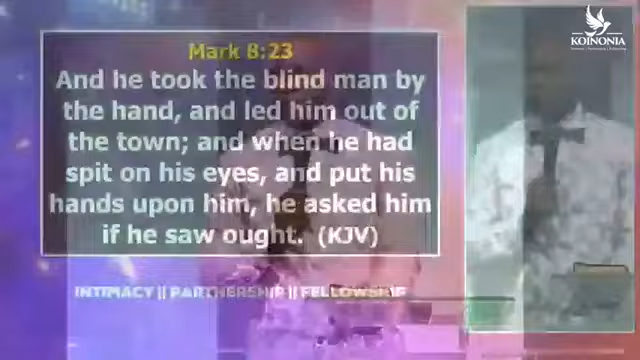 Mark 8:23
And he took the blind man by
the hand, and led him out of
the town; and when he had
spit on his eyes, and put his
hands upon him, he asked him
if he saw ought. (KJV)
KOINONIA
INTIMACY || PARTNERSHIP || FELLOWSHIP